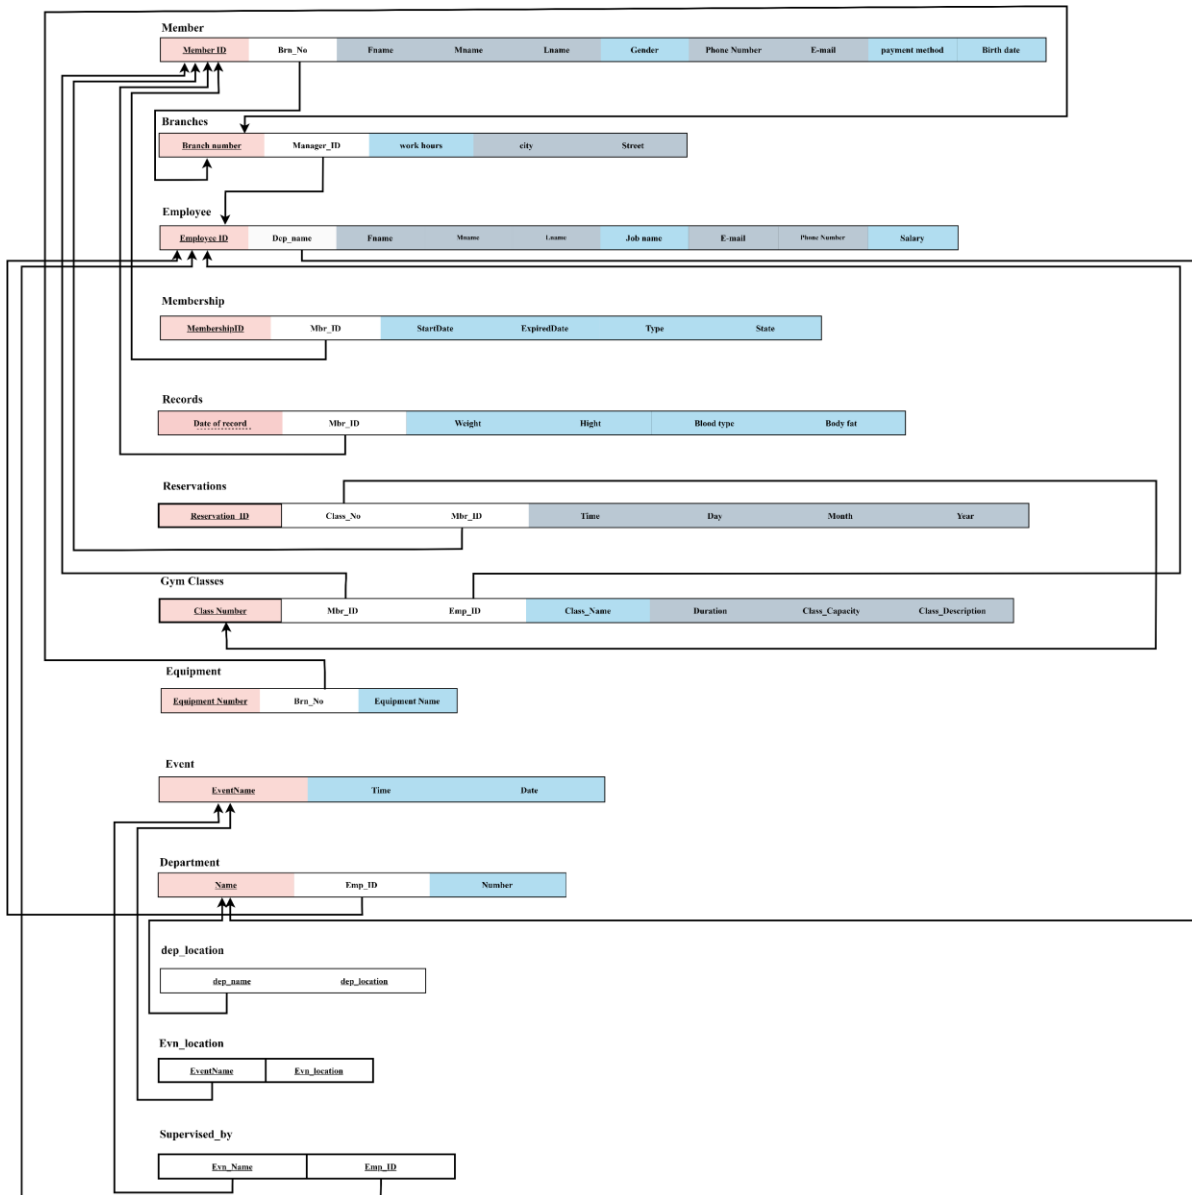 Member
Member ID Brn_No Fname Mname Lname Gender Phone Number E-mail payment method Birth date
Branches
Branch number Manager_ID work hours city Street
Employee
Employee ID Dep_name Fname Mname Lname Job name E-mail Phone Number Salary
Membership
MembershipID Mbr_ID StartDate ExpiredDate Type State
Records
Date of record Mbr_ID Weight Hight Blood type Body fat
Reservations
Reservation_ID Class_No Mbr_ID Time Day Month Year
Gym Classes
Class Number Mbr_ID Emp_ID Class_Name Duration Class_Capacity Class_Description
Equipment
Equipment Number Brn_No Equipment Name
Event
EventName Time Date
Department
Name Emp_ID Number
dep_location
dep_name dep_location
Evn_location
EventName Evn_location
Supervised_by
Evn_Name Emp_ID